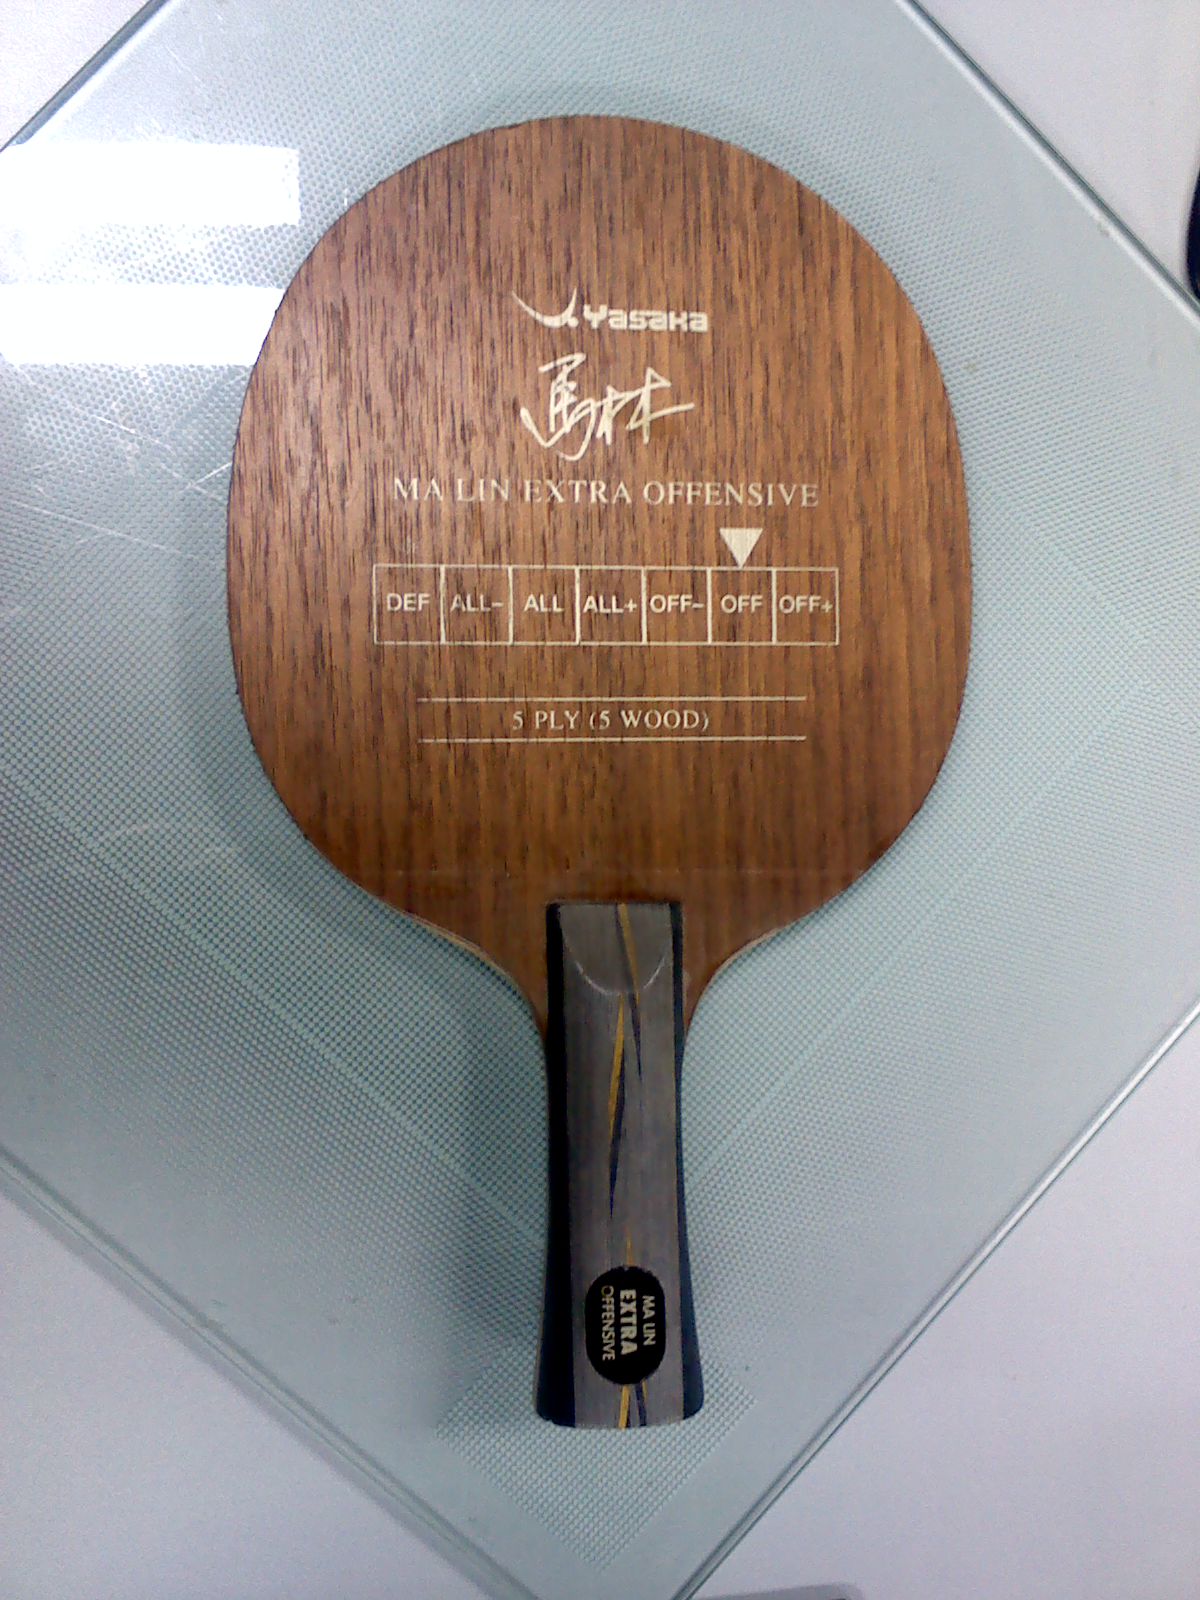 Yasaka
馬林
MA LIN EXTRA OFFENSIVE
DEF ALL- ALL ALL+ OFF- OFF OFF+
5 PLY (5 WOOD)
MA LIN
EXTRA
OFFENSIVE